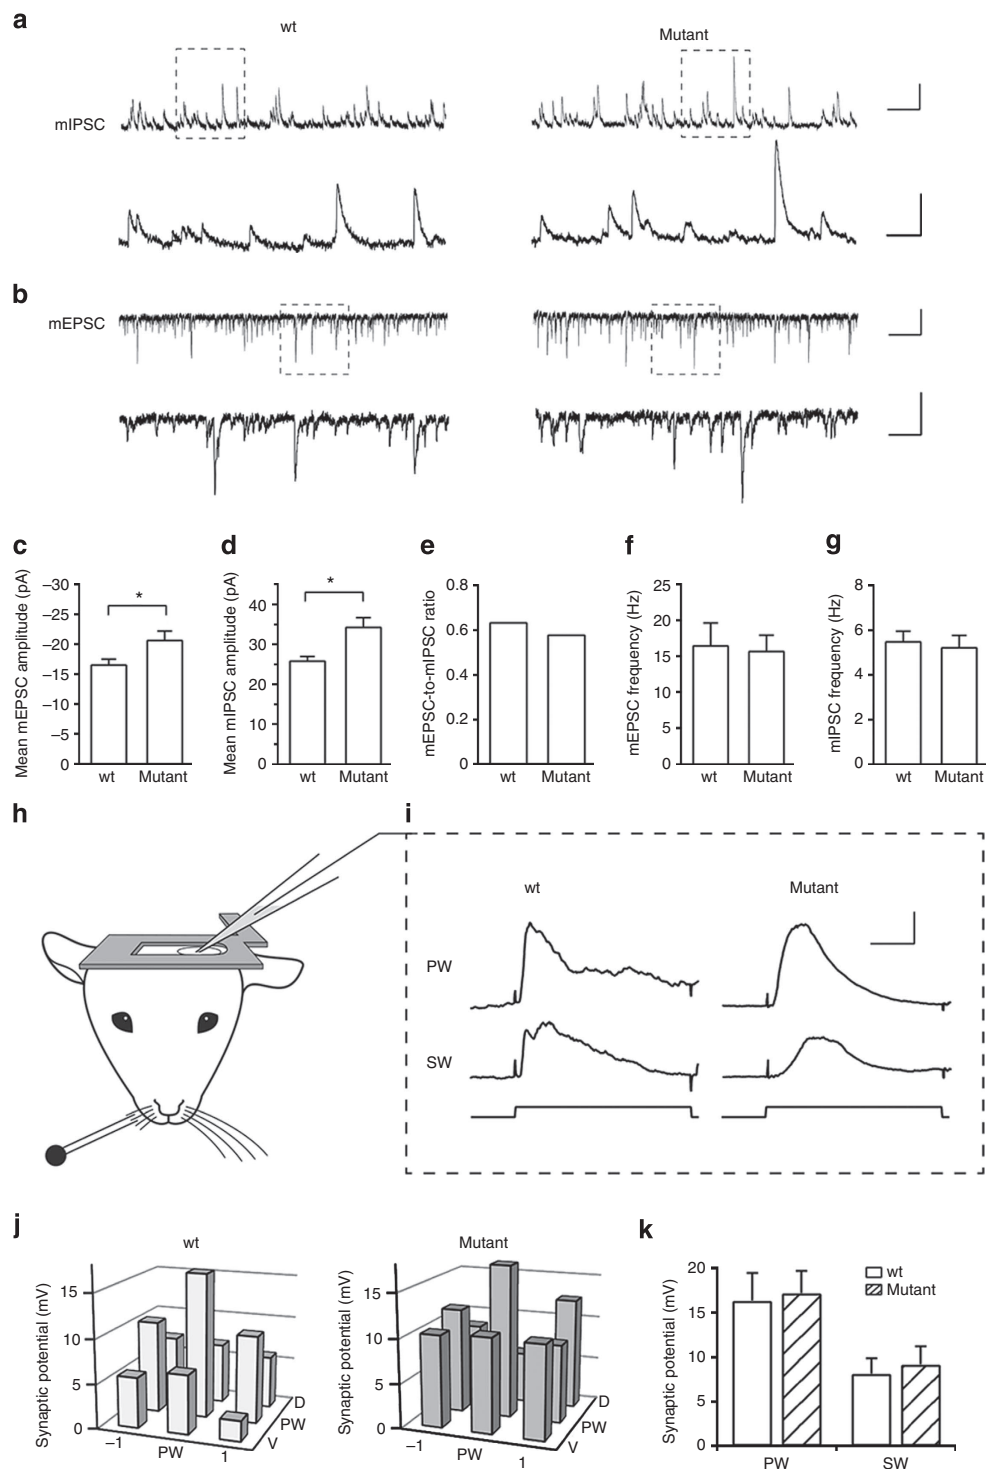 a
wt
Mutant
mIPSC
b
mEPSC
c
Mean mEPSC amplitude (pA)
–30
–25
–20
–15
–10
–5
0
*
wt
Mutant
d
Mean mIPSC amplitude (pA)
40
30
20
10
0
*
wt
Mutant
e
mEPSC-to-mIPSC ratio
0.8
0.6
0.4
0.2
0
wt
Mutant
f
mEPSC frequency (Hz)
25
20
15
10
5
0
wt
Mutant
g
mIPSC frequency (Hz)
8
6
4
2
0
wt
Mutant
h
i
wt
Mutant
PW
SW
j
wt
Synaptic potential (mV)
15
10
5
0
–1
PW
1
V
PW
D
Mutant
Synaptic potential (mV)
15
10
5
0
–1
PW
1
V
PW
D
k
Synaptic potential (mV)
20
15
10
5
0
wt
Mutant
PW
SW